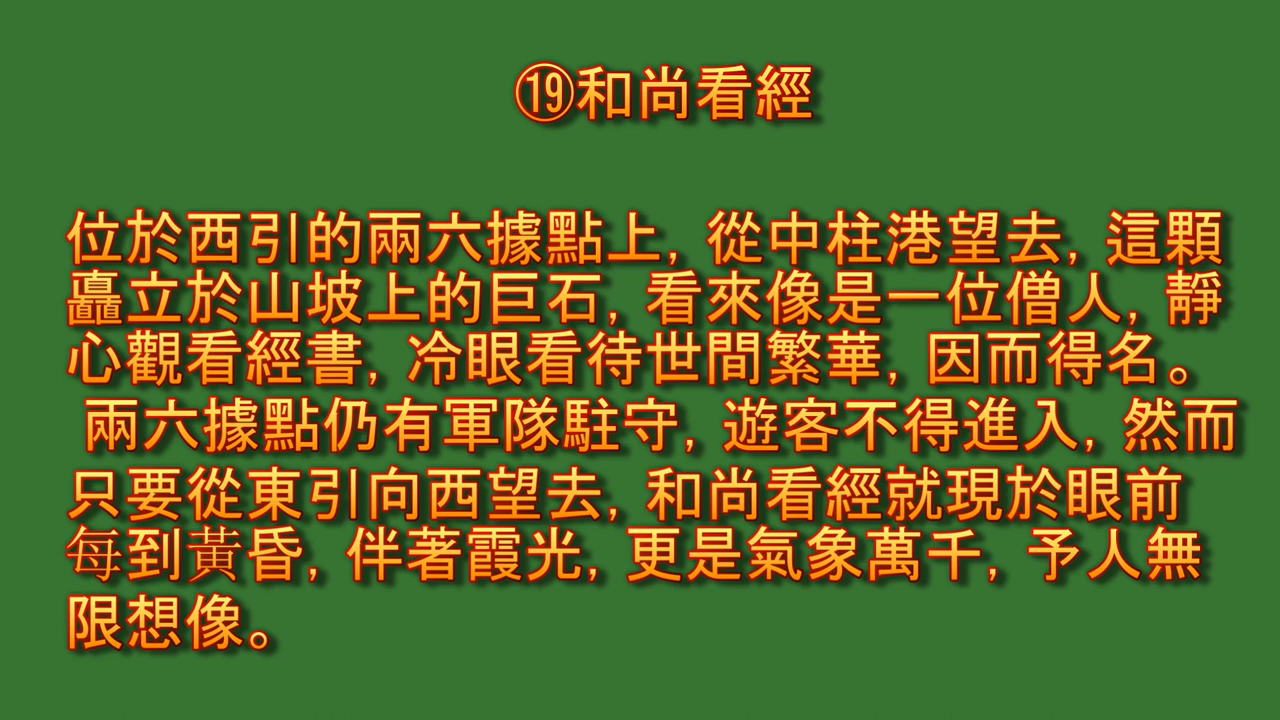 ⑲和尚看經
位於西引的兩六據點上, 從中柱港望去, 這顆
矗立於山坡上的巨石, 看來像是一位僧人, 靜
心觀看經書, 冷眼看待世間繁華, 因而得名。
兩六據點仍有軍隊駐守, 遊客不得進入, 然而
只要從東引向西望去, 和尚看經就現於眼前
每到黃昏, 伴著霞光, 更是氣象萬千, 予人無
限想像。